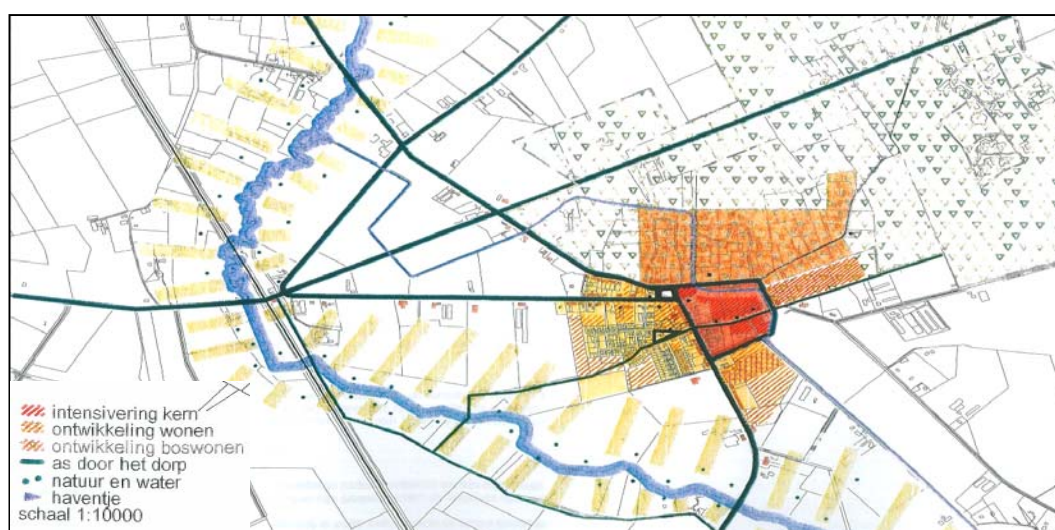 intensivering kern
ontwikkeling wonen
ontwikkeling boswonen
as door het dorp
natuur en water
haventje
schaal 1:10000